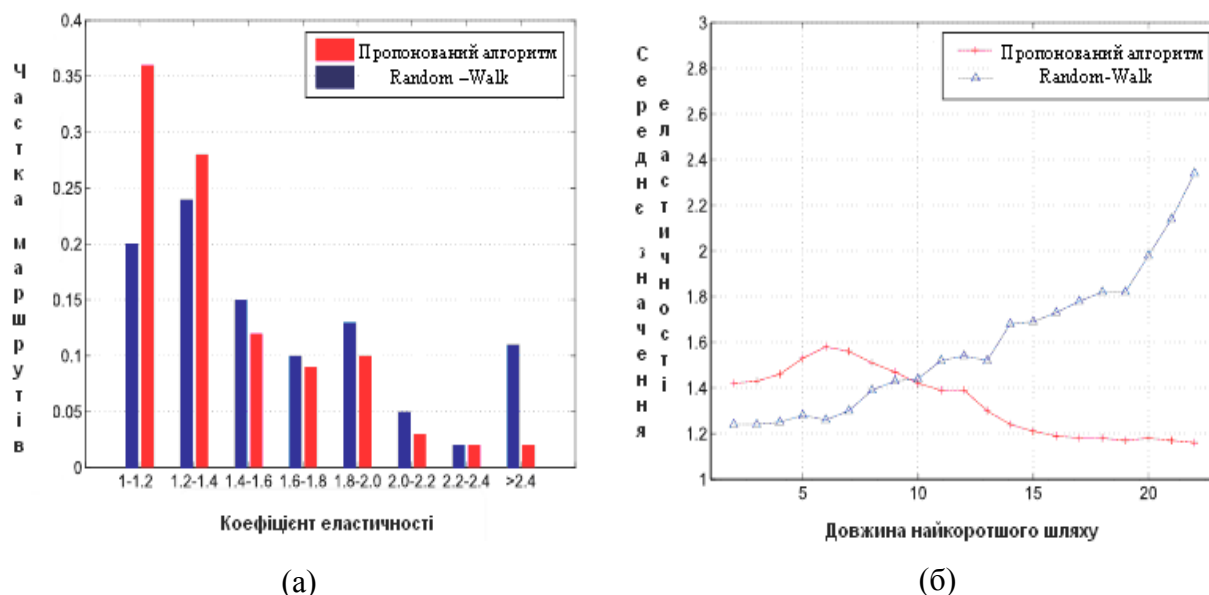 Частка маршрутів
0.4
0.35
0.3
0.25
0.2
0.15
0.1
0.05
0
Пропонований алгоритм
Random –Walk
1-1.2 1.2-1.4 1.4-1.6 1.6-1.8 1.8-2.0 2.0-2.2 2.2-2.4 >2.4
Коефіцієнт еластичності
(а)
Середнє значення
еластичності
3
2.8
2.6
2.4
2.2
2
1.8
1.6
1.4
1.2
1
Пропонований алгоритм
Random-Walk
5 10 15 20
Довжина найкоротшого шляху
(б)